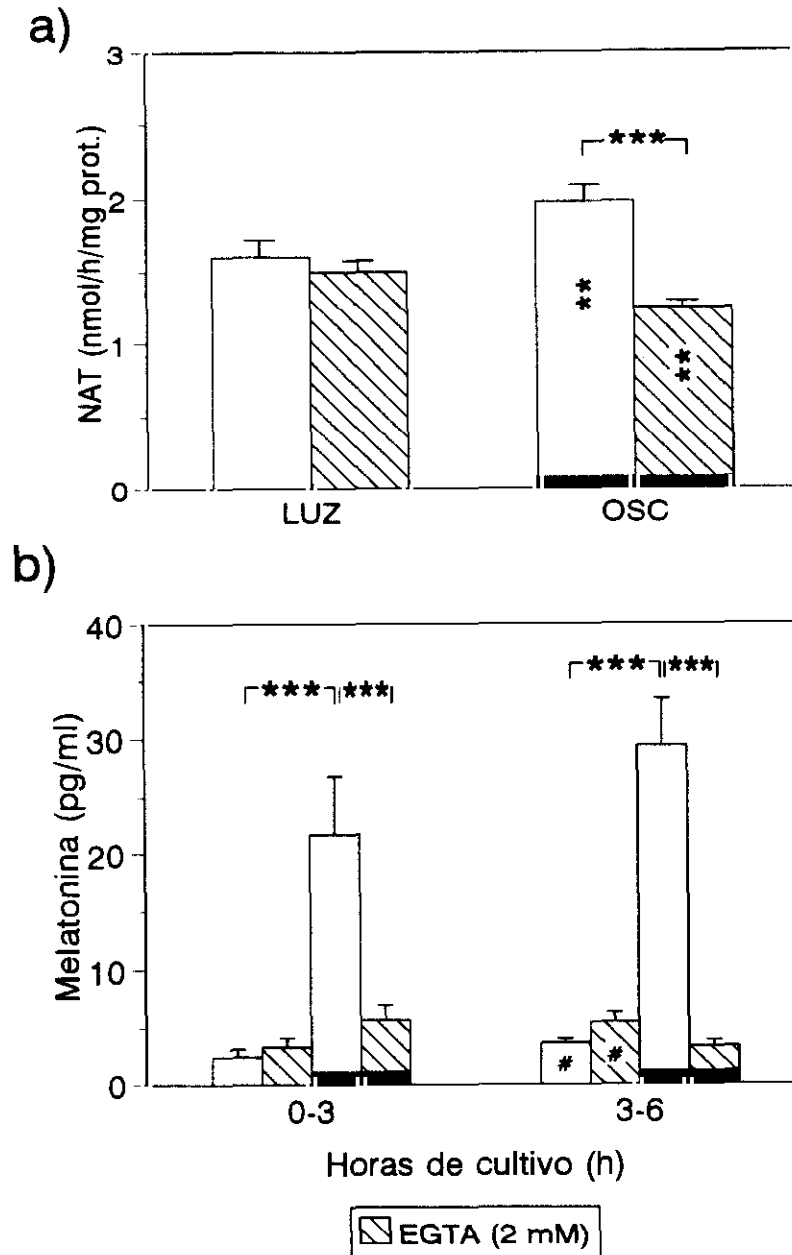 a)
NAT (nmol/h/mg prot.)
3
2
1
0
***
**
**
LUZ
OSC
b)
Melatonina (pg/ml)
40
30
20
10
0
*** ***
*** ***
#
#
0-3
3-6
Horas de cultivo (h)
EGTA (2 mM)